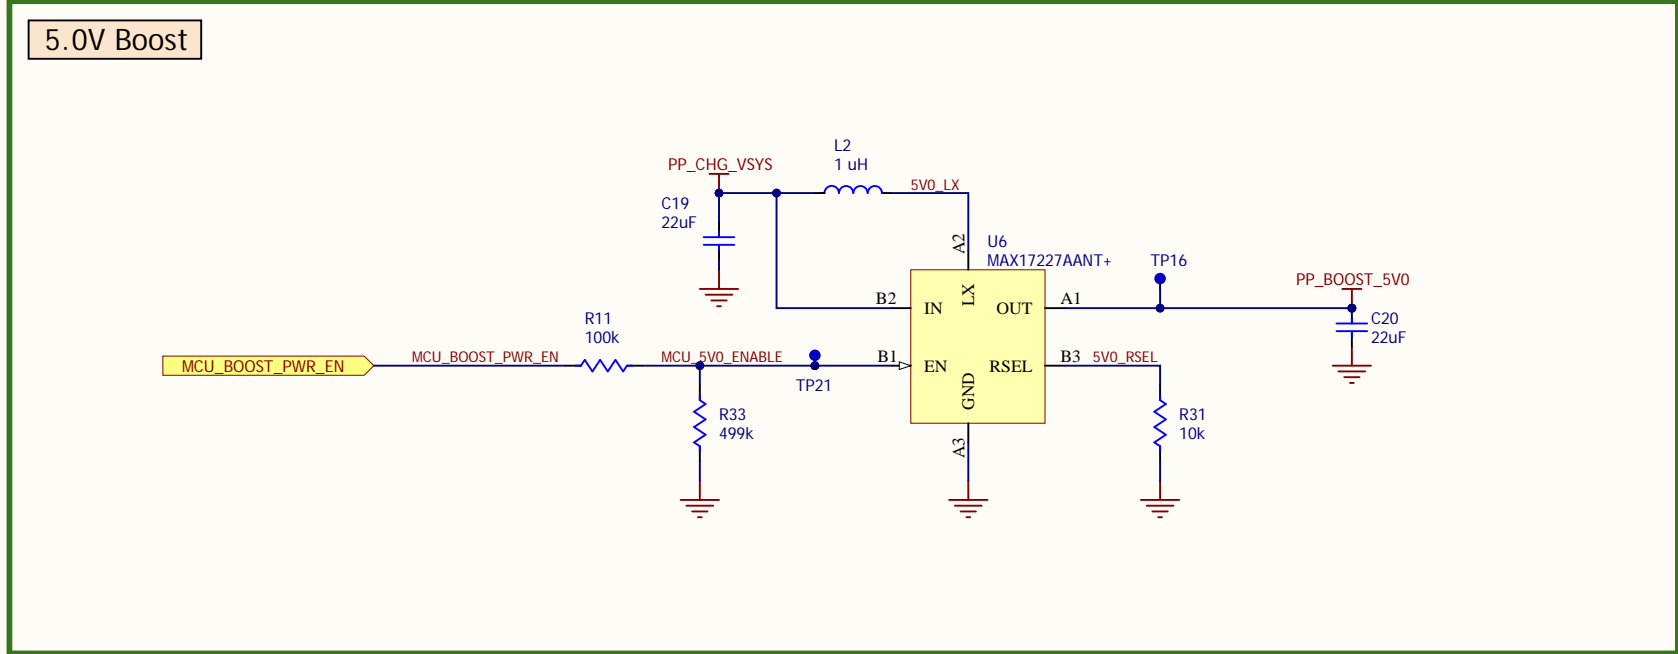 5.0V Boost
L2
1 uH
PP_CHG_VSYS
5V0_LX
C19
22uF
A2
U6
MAX17227AANT+
TP16
PP_BOOST_5V0
B2
IN
LX
OUT
A1
C20
22uF
R11
100k
MCU_BOOST_PWR_EN
MCU_BOOST_PWR_EN
MCU_5V0_ENABLE
TP21
B1
EN
GND
RSEL
B3
5V0_RSEL
R33
499k
A3
R31
10k